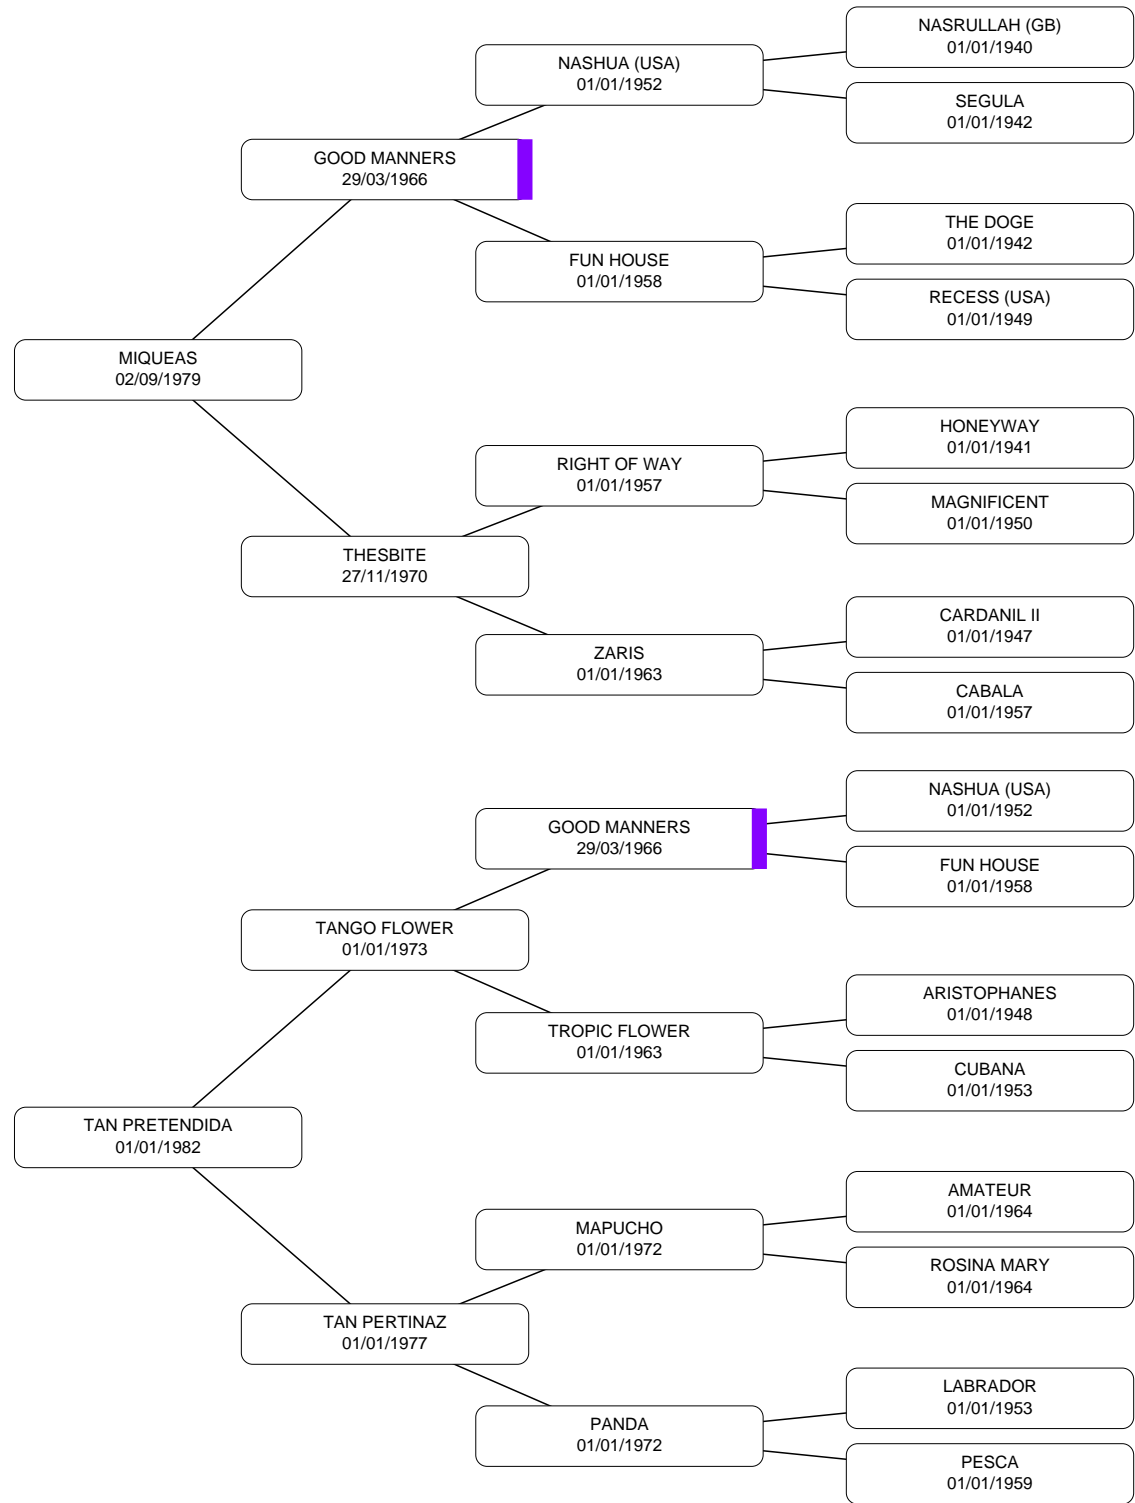 NASRULLAH (GB)
01/01/1940
NASHUA (USA)
01/01/1952
SEGULA
01/01/1942
GOOD MANNERS
29/03/1966
THE DOGE
01/01/1942
FUN HOUSE
01/01/1958
RECESS (USA)
01/01/1949
MIQUEAS
02/09/1979
HONEYWAY
01/01/1941
RIGHT OF WAY
01/01/1957
MAGNIFICENT
01/01/1950
THESBITE
27/11/1970
CARDANIL II
01/01/1947
ZARIS
01/01/1963
CABALA
01/01/1957
NASHUA (USA)
01/01/1952
GOOD MANNERS
29/03/1966
FUN HOUSE
01/01/1958
TANGO FLOWER
01/01/1973
ARISTOPHANES
01/01/1948
TROPIC FLOWER
01/01/1963
CUBANA
01/01/1953
TAN PRETENDIDA
01/01/1982
AMATEUR
01/01/1964
MAPUCHO
01/01/1972
ROSINA MARY
01/01/1964
TAN PERTINAZ
01/01/1977
LABRADOR
01/01/1953
PANDA
01/01/1972
PESCA
01/01/1959